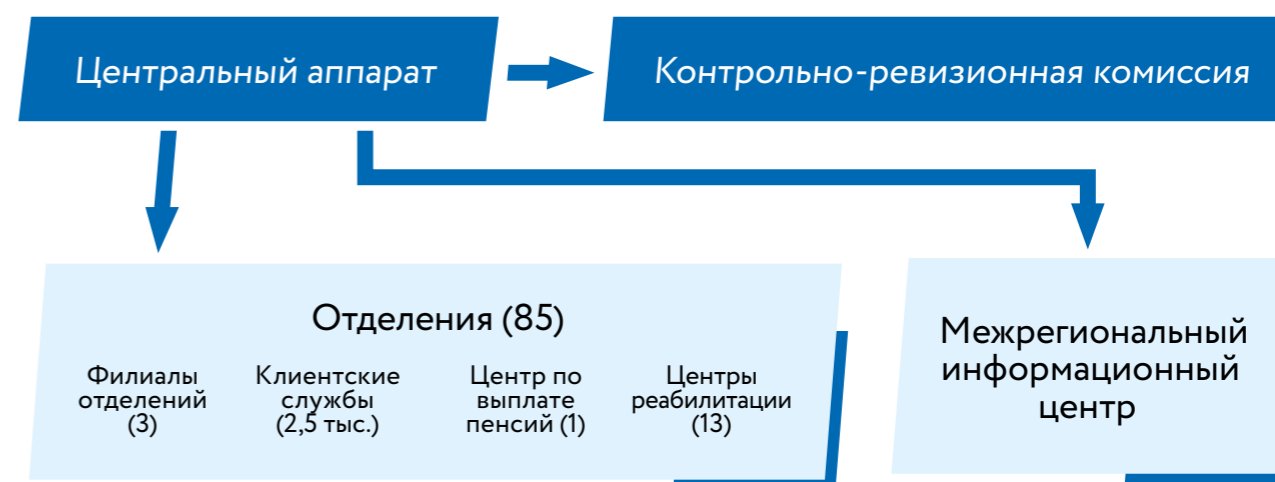 Центральный аппарат
Контрольно-ревизионная комиссия
Отделения (85)
Филиалы
отделений
(3)
Клиентские
службы
(2,5 тыс.)
Центр по
выплате
пенсий (1)
Центры
реабилитации
(13)
Межрегиональный
информационный
центр